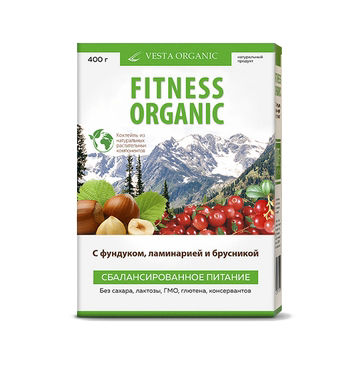 VESTA ORGANIC
натуральный
продукт
400 г
FITNESS
ORGANIC
Коктейль из
натуральных
растительных
компонентов
С фундуком, ламинарией и брусникой
СБАЛАНСИРОВАННОЕ ПИТАНИЕ
Без сахара, лактозы, ГМО, глютена, консервантов